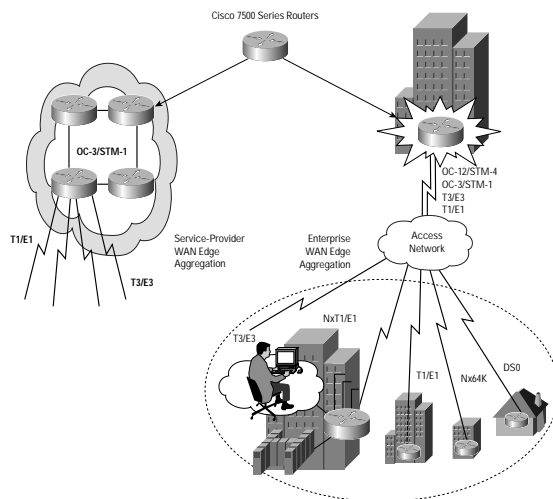 Cisco 7500 Series Routers
OC-3/STM-1
OC-12/STM-4
OC-3/STM-1
T3/E3
T1/E1
T1/E1
T3/E3
Service-Provider
WAN Edge
Aggregation
Enterprise
WAN Edge
Aggregation
Access
Network
T3/E3
NxT1/E1
T1/E1
Nx64K
DS0